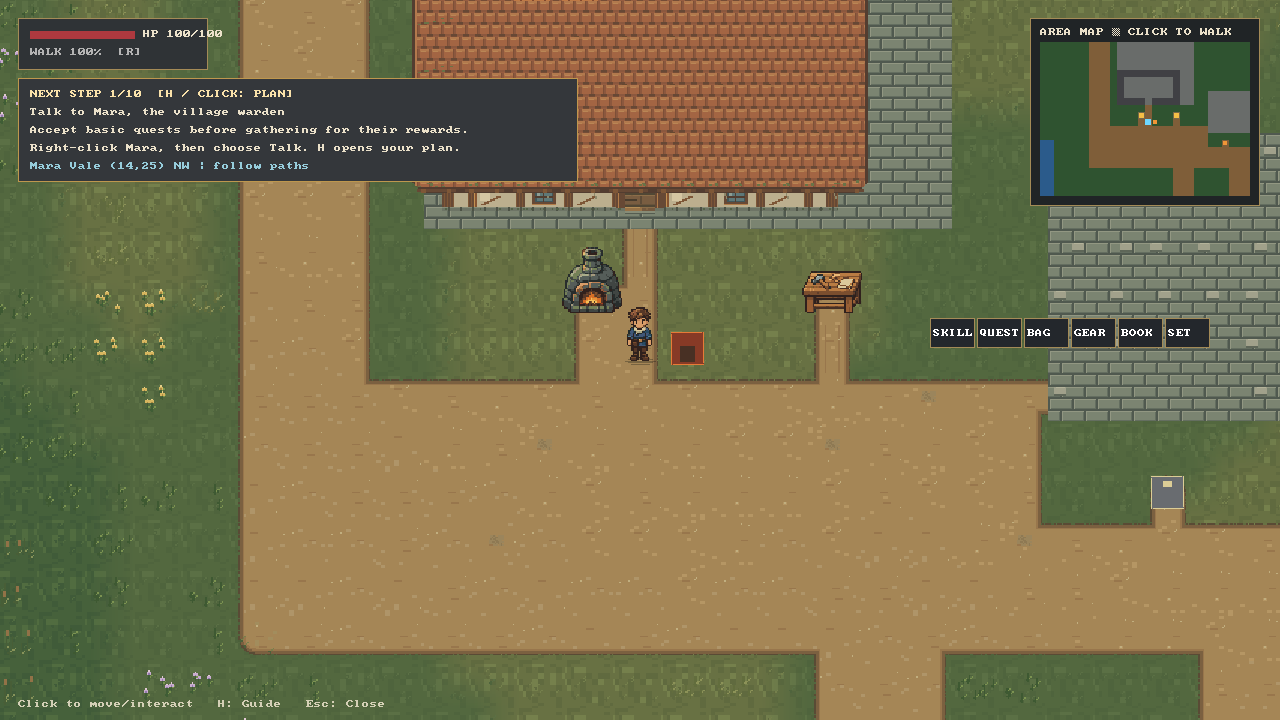 HP 100/100
WALK 100% [R]
NEXT STEP 1/10 [H / CLICK: PLAN]
Talk to Mara, the village warden
Accept basic quests before gathering for their rewards.
Right-click Mara, then choose Talk. H opens your plan.
Mara Vale (14,25) NW ¦ follow paths
AREA MAP ▒ CLICK TO WALK
SKILL QUEST BAG GEAR BOOK SET
Click to move/interact H: Guide Esc: Close